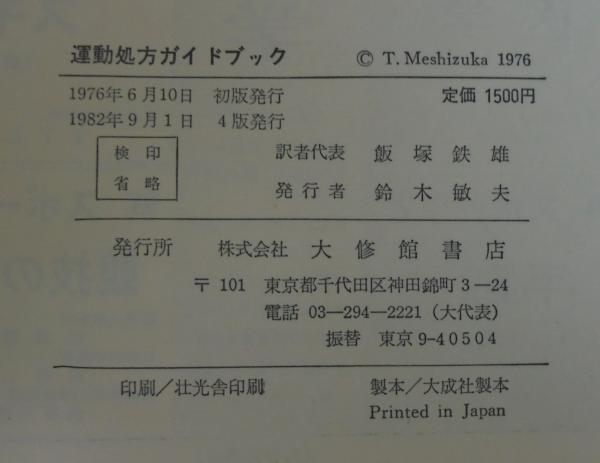 運動処方ガイドブック © T. Meshizuka 1976
1976年6月10日 初版発行 定価 1500円
1982年9月1日 4版発行
検印
省略
訳者代表 飯塚鉄雄
発行者 鈴木敏夫
発行所 株式会社 大修館書店
〒101 東京都千代田区神田錦町3―24
電話 03―294―2221(大代表)
振替 東京9-40504
印刷/壮光舎印刷 製本/大成社製本
Printed in Japan